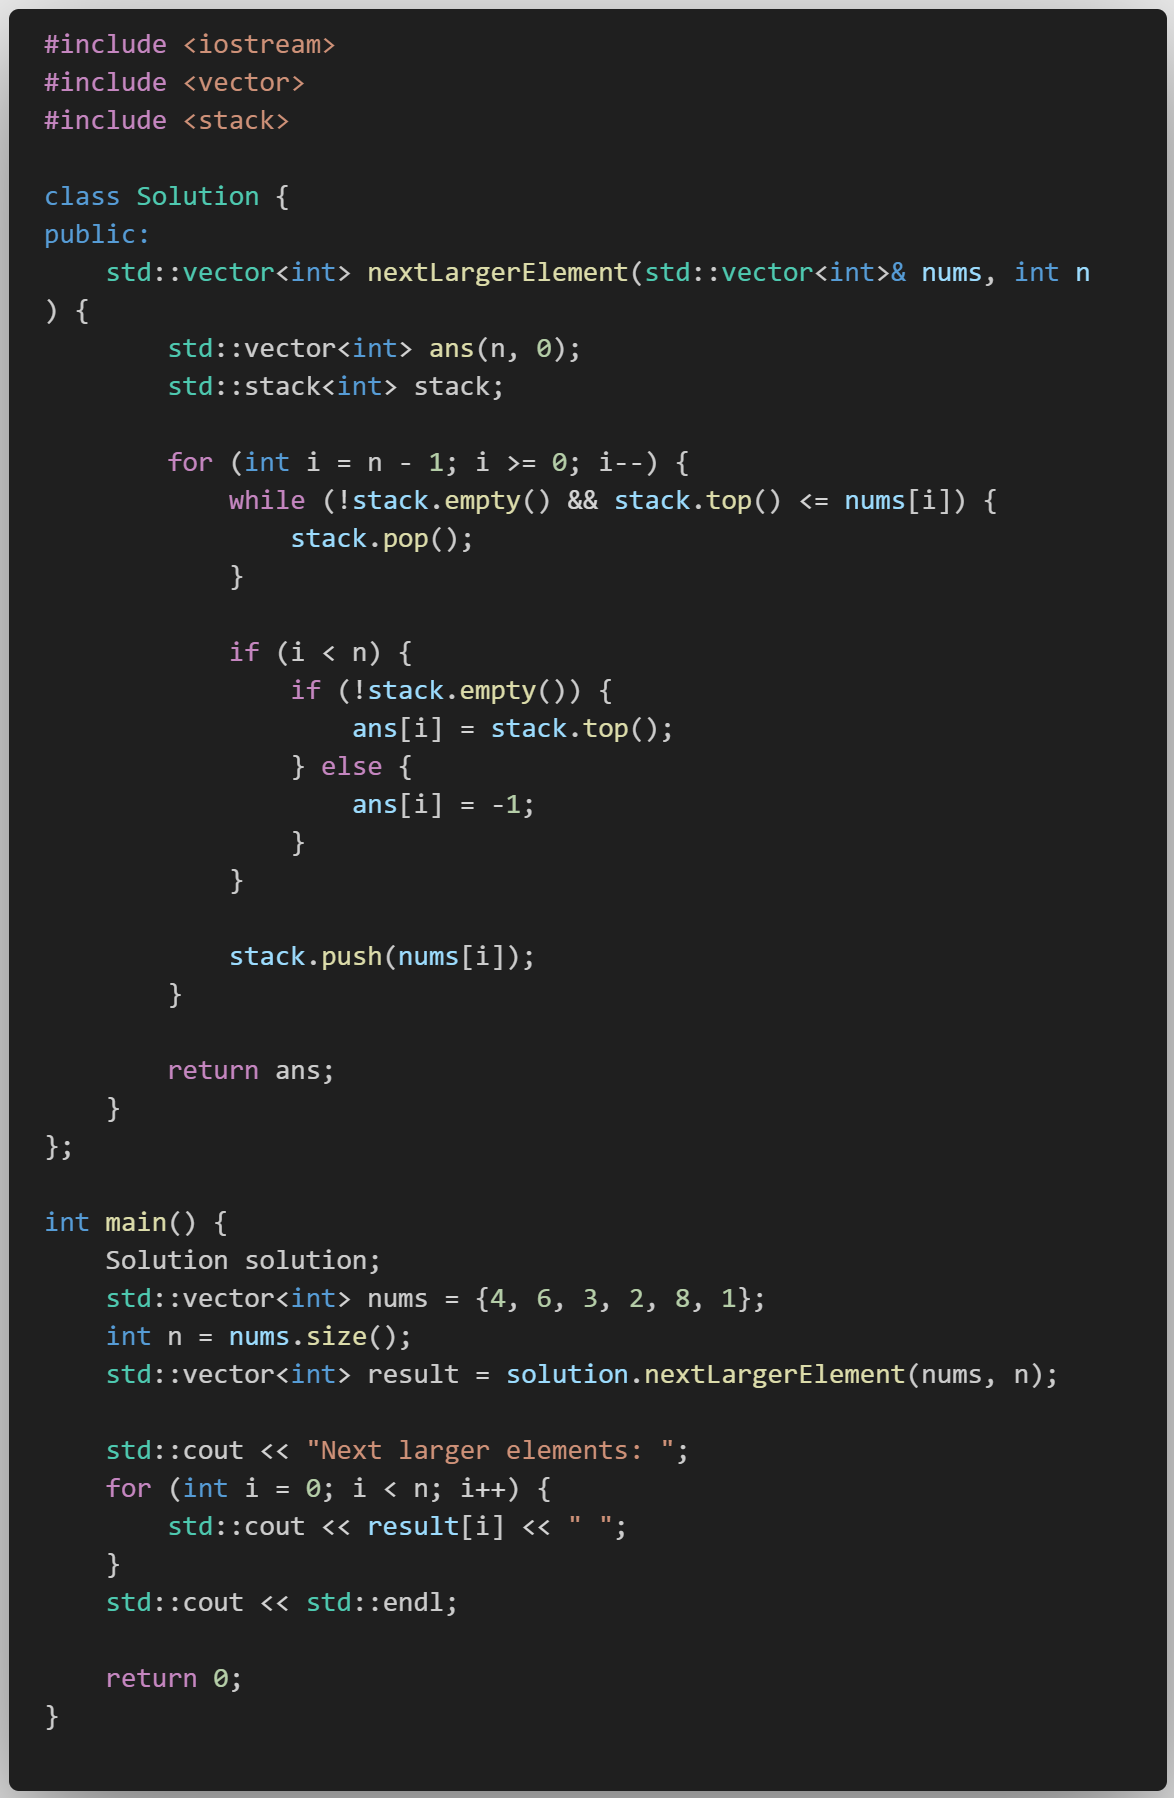 #include <iostream>
#include <vector>
#include <stack>

class Solution {
public:
    std::vector<int> nextLargerElement(std::vector<int>& nums, int n
) {
        std::vector<int> ans(n, 0);
        std::stack<int> stack;

        for (int i = n - 1; i >= 0; i--) {
            while (!stack.empty() && stack.top() <= nums[i]) {
                stack.pop();
            }

            if (i < n) {
                if (!stack.empty()) {
                    ans[i] = stack.top();
                } else {
                    ans[i] = -1;
                }
            }

            stack.push(nums[i]);
        }

        return ans;
    }
};

int main() {
    Solution solution;
    std::vector<int> nums = {4, 6, 3, 2, 8, 1};
    int n = nums.size();
    std::vector<int> result = solution.nextLargerElement(nums, n);

    std::cout << "Next larger elements: ";
    for (int i = 0; i < n; i++) {
        std::cout << result[i] << " ";
    }
    std::cout << std::endl;

    return 0;
}